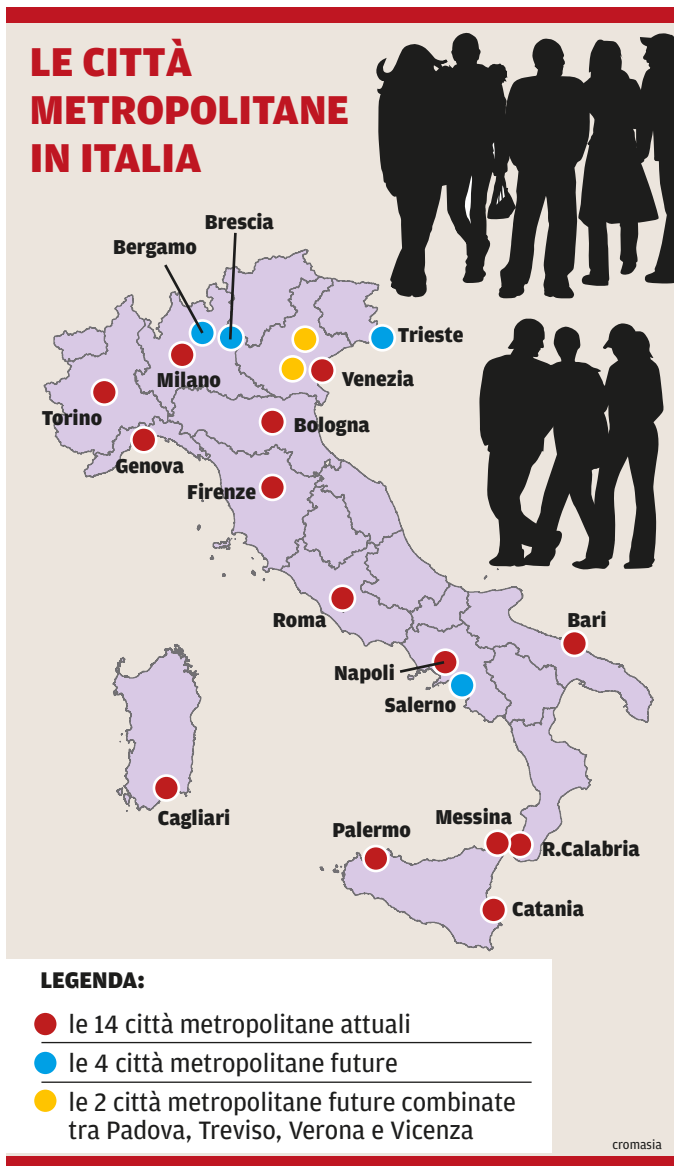 LE CITTÀ
METROPOLITANE
IN ITALIA
Brescia
Bergamo
Trieste
Milano
Venezia
Torino
Bologna
Genova
Firenze
Roma
Bari
Napoli
Salerno
Cagliari
Messina
Palermo
R.Calabria
Catania
LEGENDA:
le 14 città metropolitane attuali
le 4 città metropolitane future
le 2 città metropolitane future combinate
tra Padova, Treviso, Verona e Vicenza
cromasia